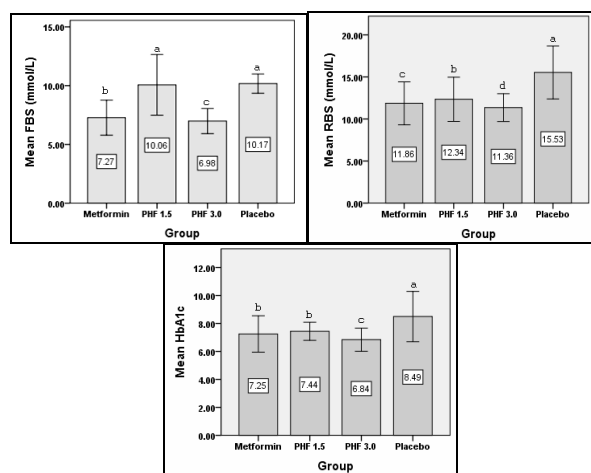 Mean FBS (mmol/L)
15.00
10.00
5.00
0.00
b
a
c
a
7.27
10.06
6.98
10.17
Metformin PHF 1.5 PHF 3.0 Placebo
Group
Mean RBS (mmol/L)
20.00
15.00
10.00
5.00
0.00
c
b
d
a
11.86
12.34
11.36
15.53
Metformin PHF 1.5 PHF 3.0 Placebo
Group
Mean HbA1c
12.00
10.00
8.00
6.00
4.00
2.00
0.00
b
b
c
a
7.25
7.44
6.84
8.49
Metformin PHF 1.5 PHF 3.0 Placebo
Group